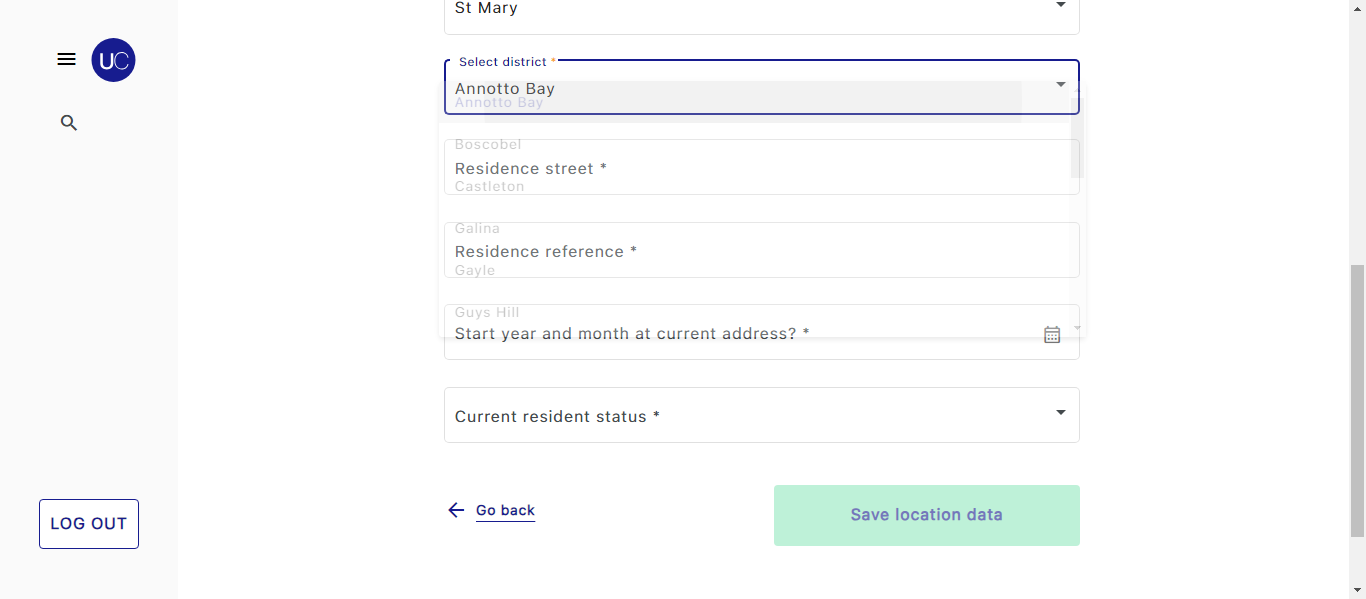 St Mary
UC
Select district *
Annotto Bay
Annotto Bay
Boscobel
Residence street *
Castleton
Galina
Residence reference *
Gayle
Guys Hill
Start year and month at current address? *
Current resident status *
Go back
Save location data
LOG OUT